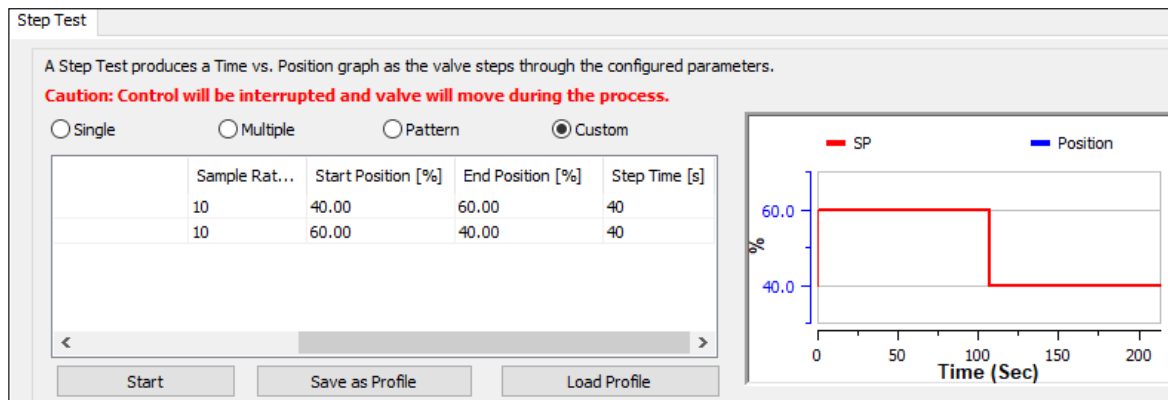 Step Test
A Step Test produces a Time vs. Position graph as the valve steps through the configured parameters.
Caution: Control will be interrupted and valve will move during the process.
Single Multiple Pattern Custom
Sample Rat... Start Position [%] End Position [%] Step Time [s]
10 40.00 60.00 40
10 60.00 40.00 40
Start Save as Profile Load Profile
SP Position
60.0
%
40.0
0 50 100 150 200
Time (Sec)